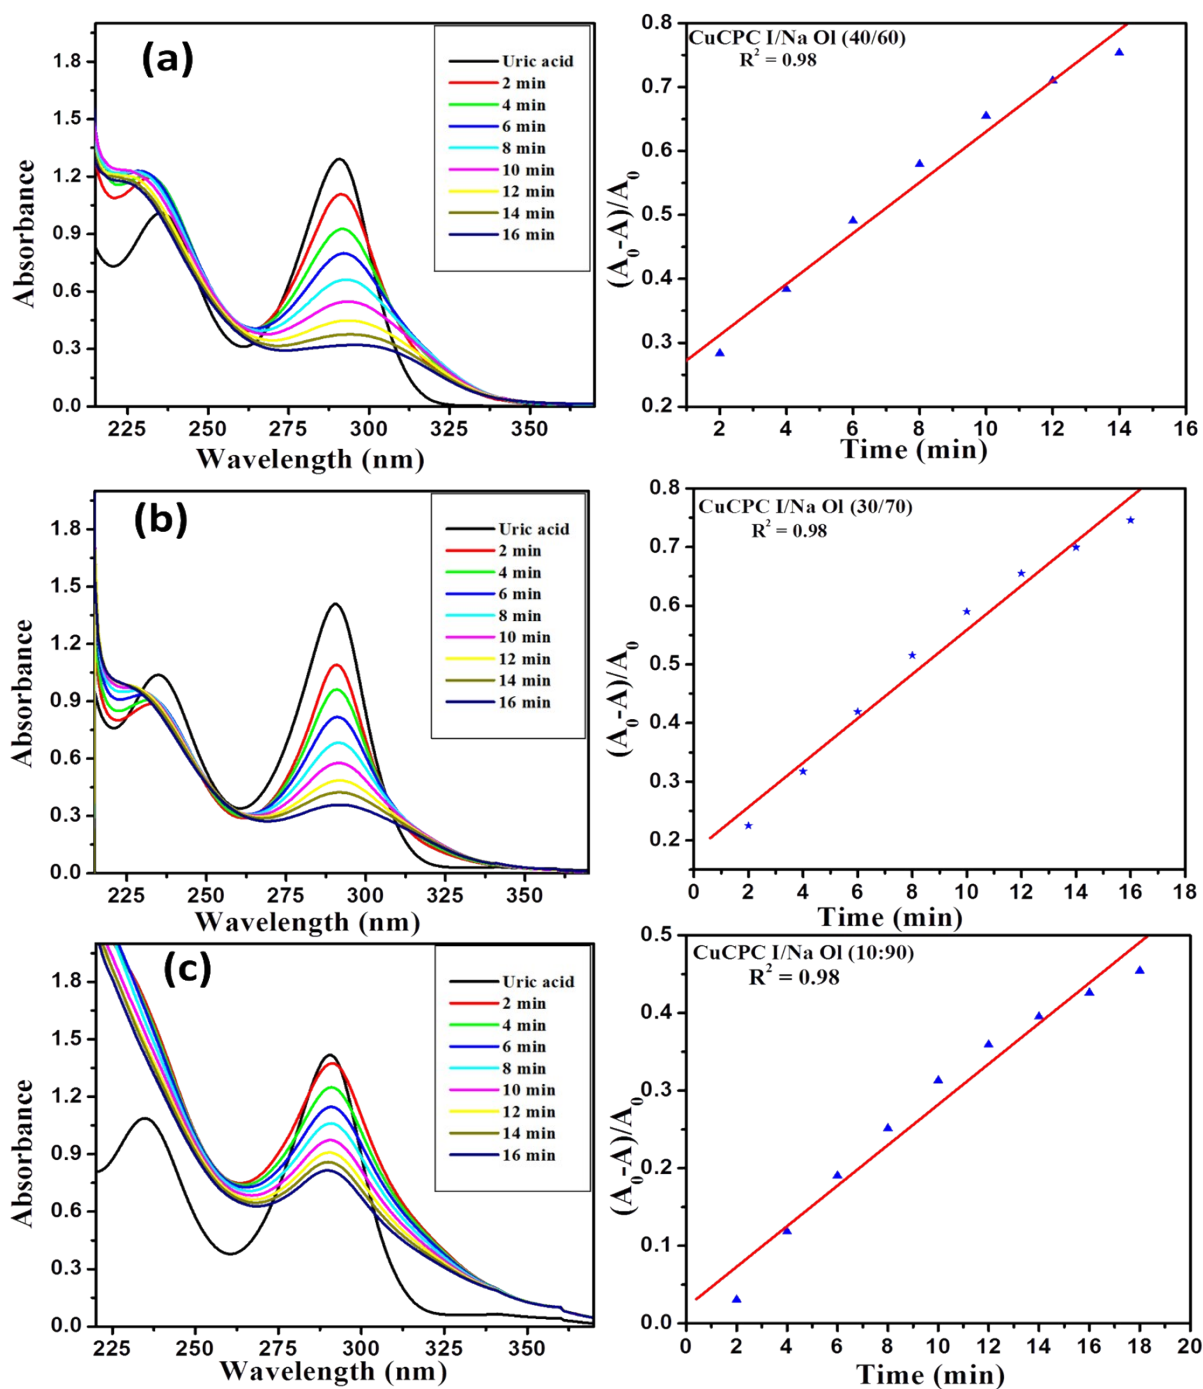 (a)
Uric acid
2 min
4 min
6 min
8 min
10 min
12 min
14 min
16 min
1.8
1.5
1.2
0.9
0.6
0.3
0.0
225 250 275 300 325 350
Absorbance
Wavelength (nm)
CuCPC I/Na Ol (40/60)
R² = 0.98
0.8
0.7
0.6
0.5
0.4
0.3
0.2
2 4 6 8 10 12 14 16
(A₀-A)/A₀
Time (min)
(b)
Uric acid
2 min
4 min
6 min
8 min
10 min
12 min
14 min
16 min
1.8
1.5
1.2
0.9
0.6
0.3
0.0
225 250 275 300 325 350
Absorbance
Wavelength (nm)
CuCPC I/Na Ol (30/70)
R² = 0.98
0.8
0.7
0.6
0.5
0.4
0.3
0.2
0 2 4 6 8 10 12 14 16 18
(A₀-A)/A₀
Time (min)
(c)
Uric acid
2 min
4 min
6 min
8 min
10 min
12 min
14 min
16 min
1.8
1.5
1.2
0.9
0.6
0.3
0.0
225 250 275 300 325 350
Absorbance
Wavelength (nm)
CuCPC I/Na Ol (10:90)
R² = 0.98
0.5
0.4
0.3
0.2
0.1
0.0
0 2 4 6 8 10 12 14 16 18 20
(A₀-A)/A₀
Time (min)